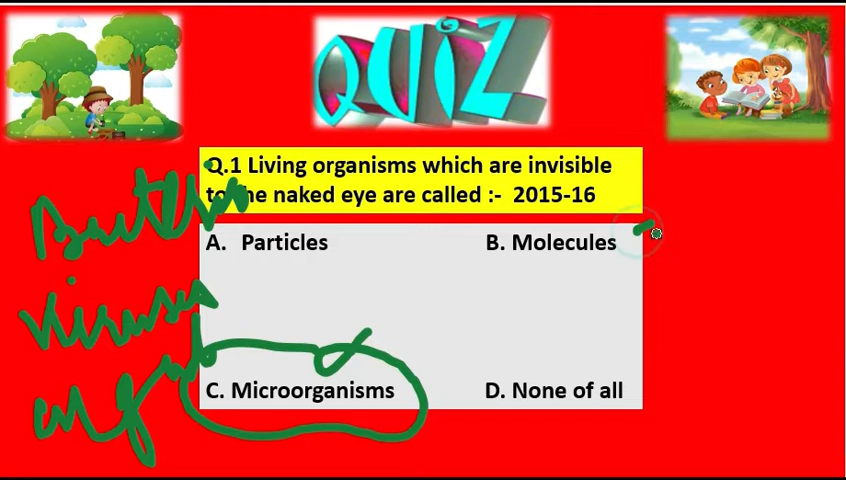 QUIZ
Q.1 Living organisms which are invisible
to the naked eye are called :- 2015-16
A. Particles
B. Molecules
C. Microorganisms
D. None of all
Viruses